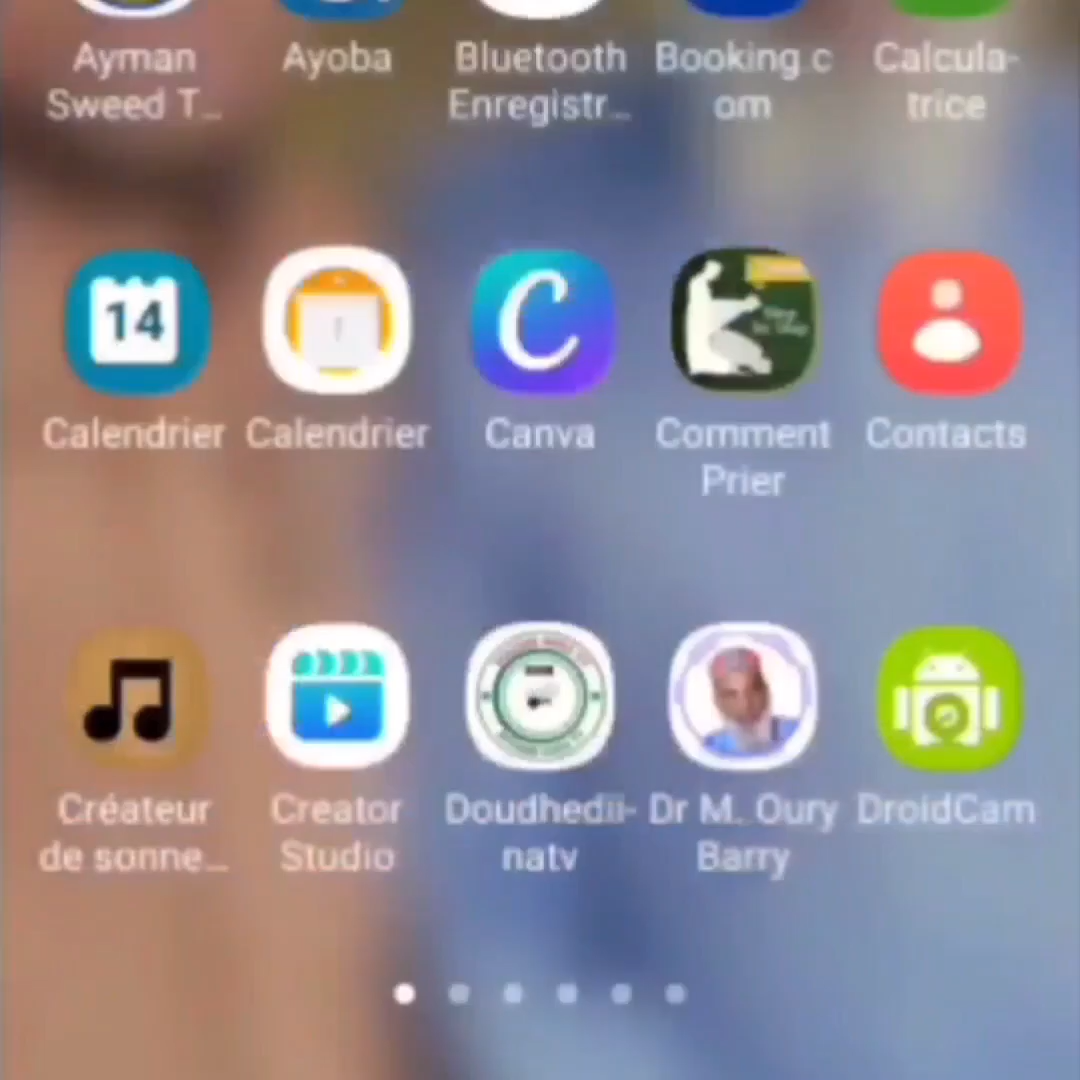 Ayman Ayoba Bluetooth Booking.c Calcula-
Sweed T... Enregistr... om trice
14
C
Calendrier Calendrier Canva Comment Contacts
Prier
Créateur Creator Doudhedii- Dr M. Oury DroidCam
de sonne... Studio natv Barry